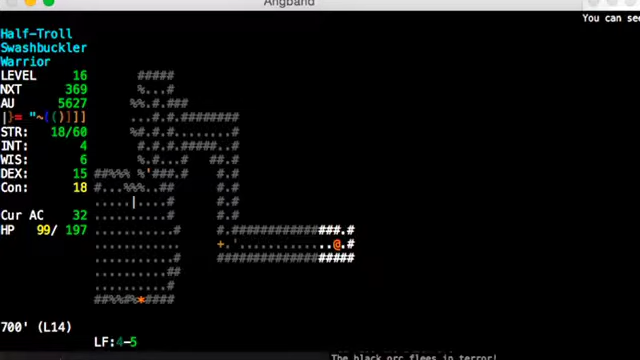 Angband
You can see
Half-Troll
Swashbuckler
Warrior
LEVEL 16
NXT 369
AU 5627
|}= "~(()]]]
STR: 18/60
INT: 4
WIS: 6
DEX: 15
Con: 18
Cur AC 32
HP 99/ 197
700' (L14)
LF:4-5
The black orc flees in terror!